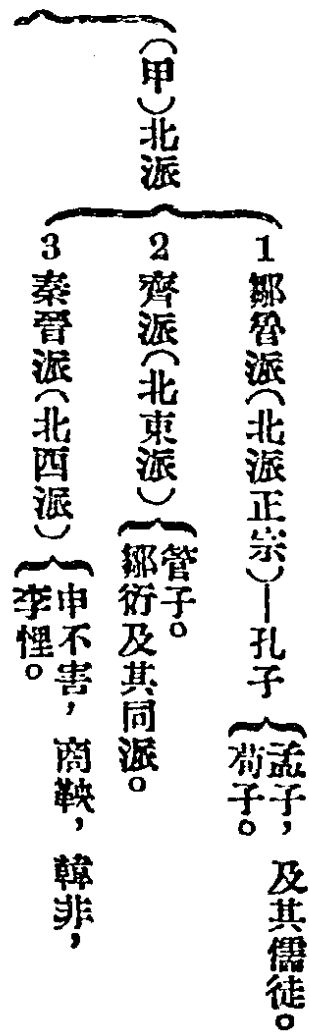 (甲)北派
1 鄒魯派(北派正宗)—孔子
孟子,及其儒徒。
荀子。
2 齊派(北東派)
管子。
鄒衍及其同派。
3 秦晉派(北西派)
申不害,商鞅,韓非,
李悝。